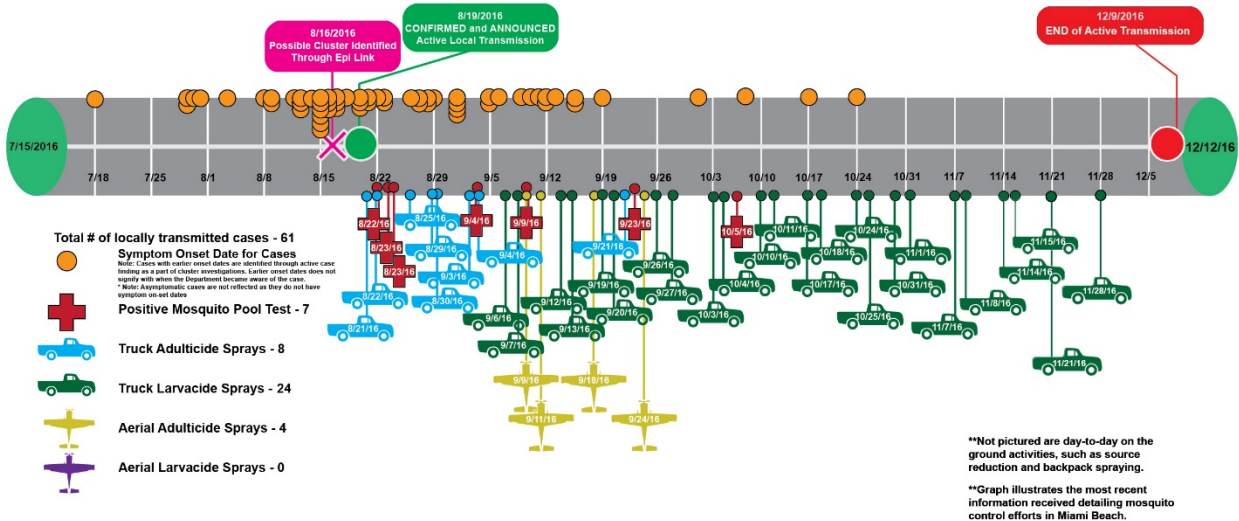 8/16/2016
Possible Cluster Identified
Through Epi Link
8/19/2016
CONFIRMED and ANNOUNCED
Active Local Transmission
12/9/2016
END of Active Transmission
7/15/2016
12/12/16
7/18
7/25
8/1
8/8
8/15
8/22
8/29
9/5
9/12
9/19
9/26
10/3
10/10
10/17
10/24
10/31
11/7
11/14
11/21
11/28
12/5
8/22/16
8/23/16
8/23/16
8/22/16
8/21/16
8/25/16
8/29/16
9/3/16
8/30/16
9/4/16
9/4/16
9/6/16
9/7/16
9/9/16
9/9/16
9/11/16
9/12/16
9/13/16
9/18/16
9/19/16
9/20/16
9/21/16
9/23/16
9/24/16
9/26/16
9/27/16
10/3/16
10/4/16
10/5/16
10/10/16
10/11/16
10/17/16
10/18/16
10/24/16
10/25/16
10/31/16
11/7/16
11/8/16
11/14/16
11/15/16
11/21/16
11/28/16
Total # of locally transmitted cases - 61
Symptom Onset Date for Cases
Note: Cases with earlier onset dates are identified through active case
finding as a part of cluster investigations. Earlier onset dates does not
signify with when the Department became aware of the case.
* Note: Asymptomatic cases are not reflected as they do not have
symptom on-set dates
Positive Mosquito Pool Test - 7
Truck Adulticide Sprays - 8
Truck Larvacide Sprays - 24
Aerial Adulticide Sprays - 4
Aerial Larvacide Sprays - 0
**Not pictured are day-to-day on the
ground activities, such as source
reduction and backpack spraying.
**Graph illustrates the most recent
information received detailing mosquito
control efforts in Miami Beach.